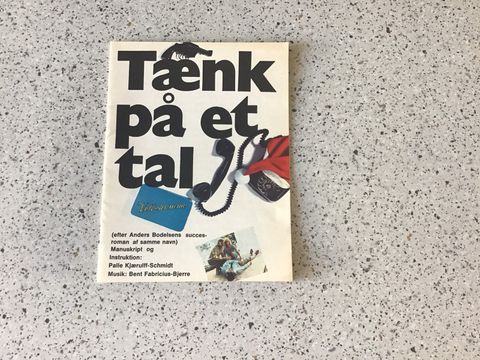 Tænk
på et
tal
(efter Anders Bodelsens succes-
roman af samme navn)
Manuskript og
Instruktion:
Palle Kjærulff-Schmidt
Musik: Bent Fabricius-Bjerre